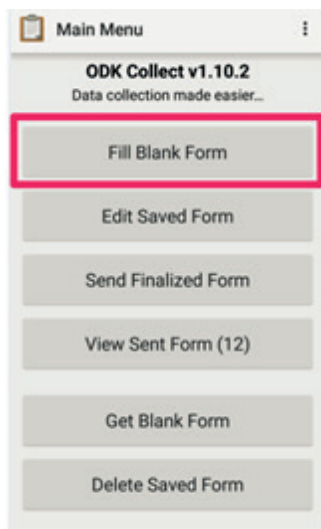 Main Menu
ODK Collect v1.10.2
Data collection made easier...
Fill Blank Form
Edit Saved Form
Send Finalized Form
View Sent Form (12)
Get Blank Form
Delete Saved Form